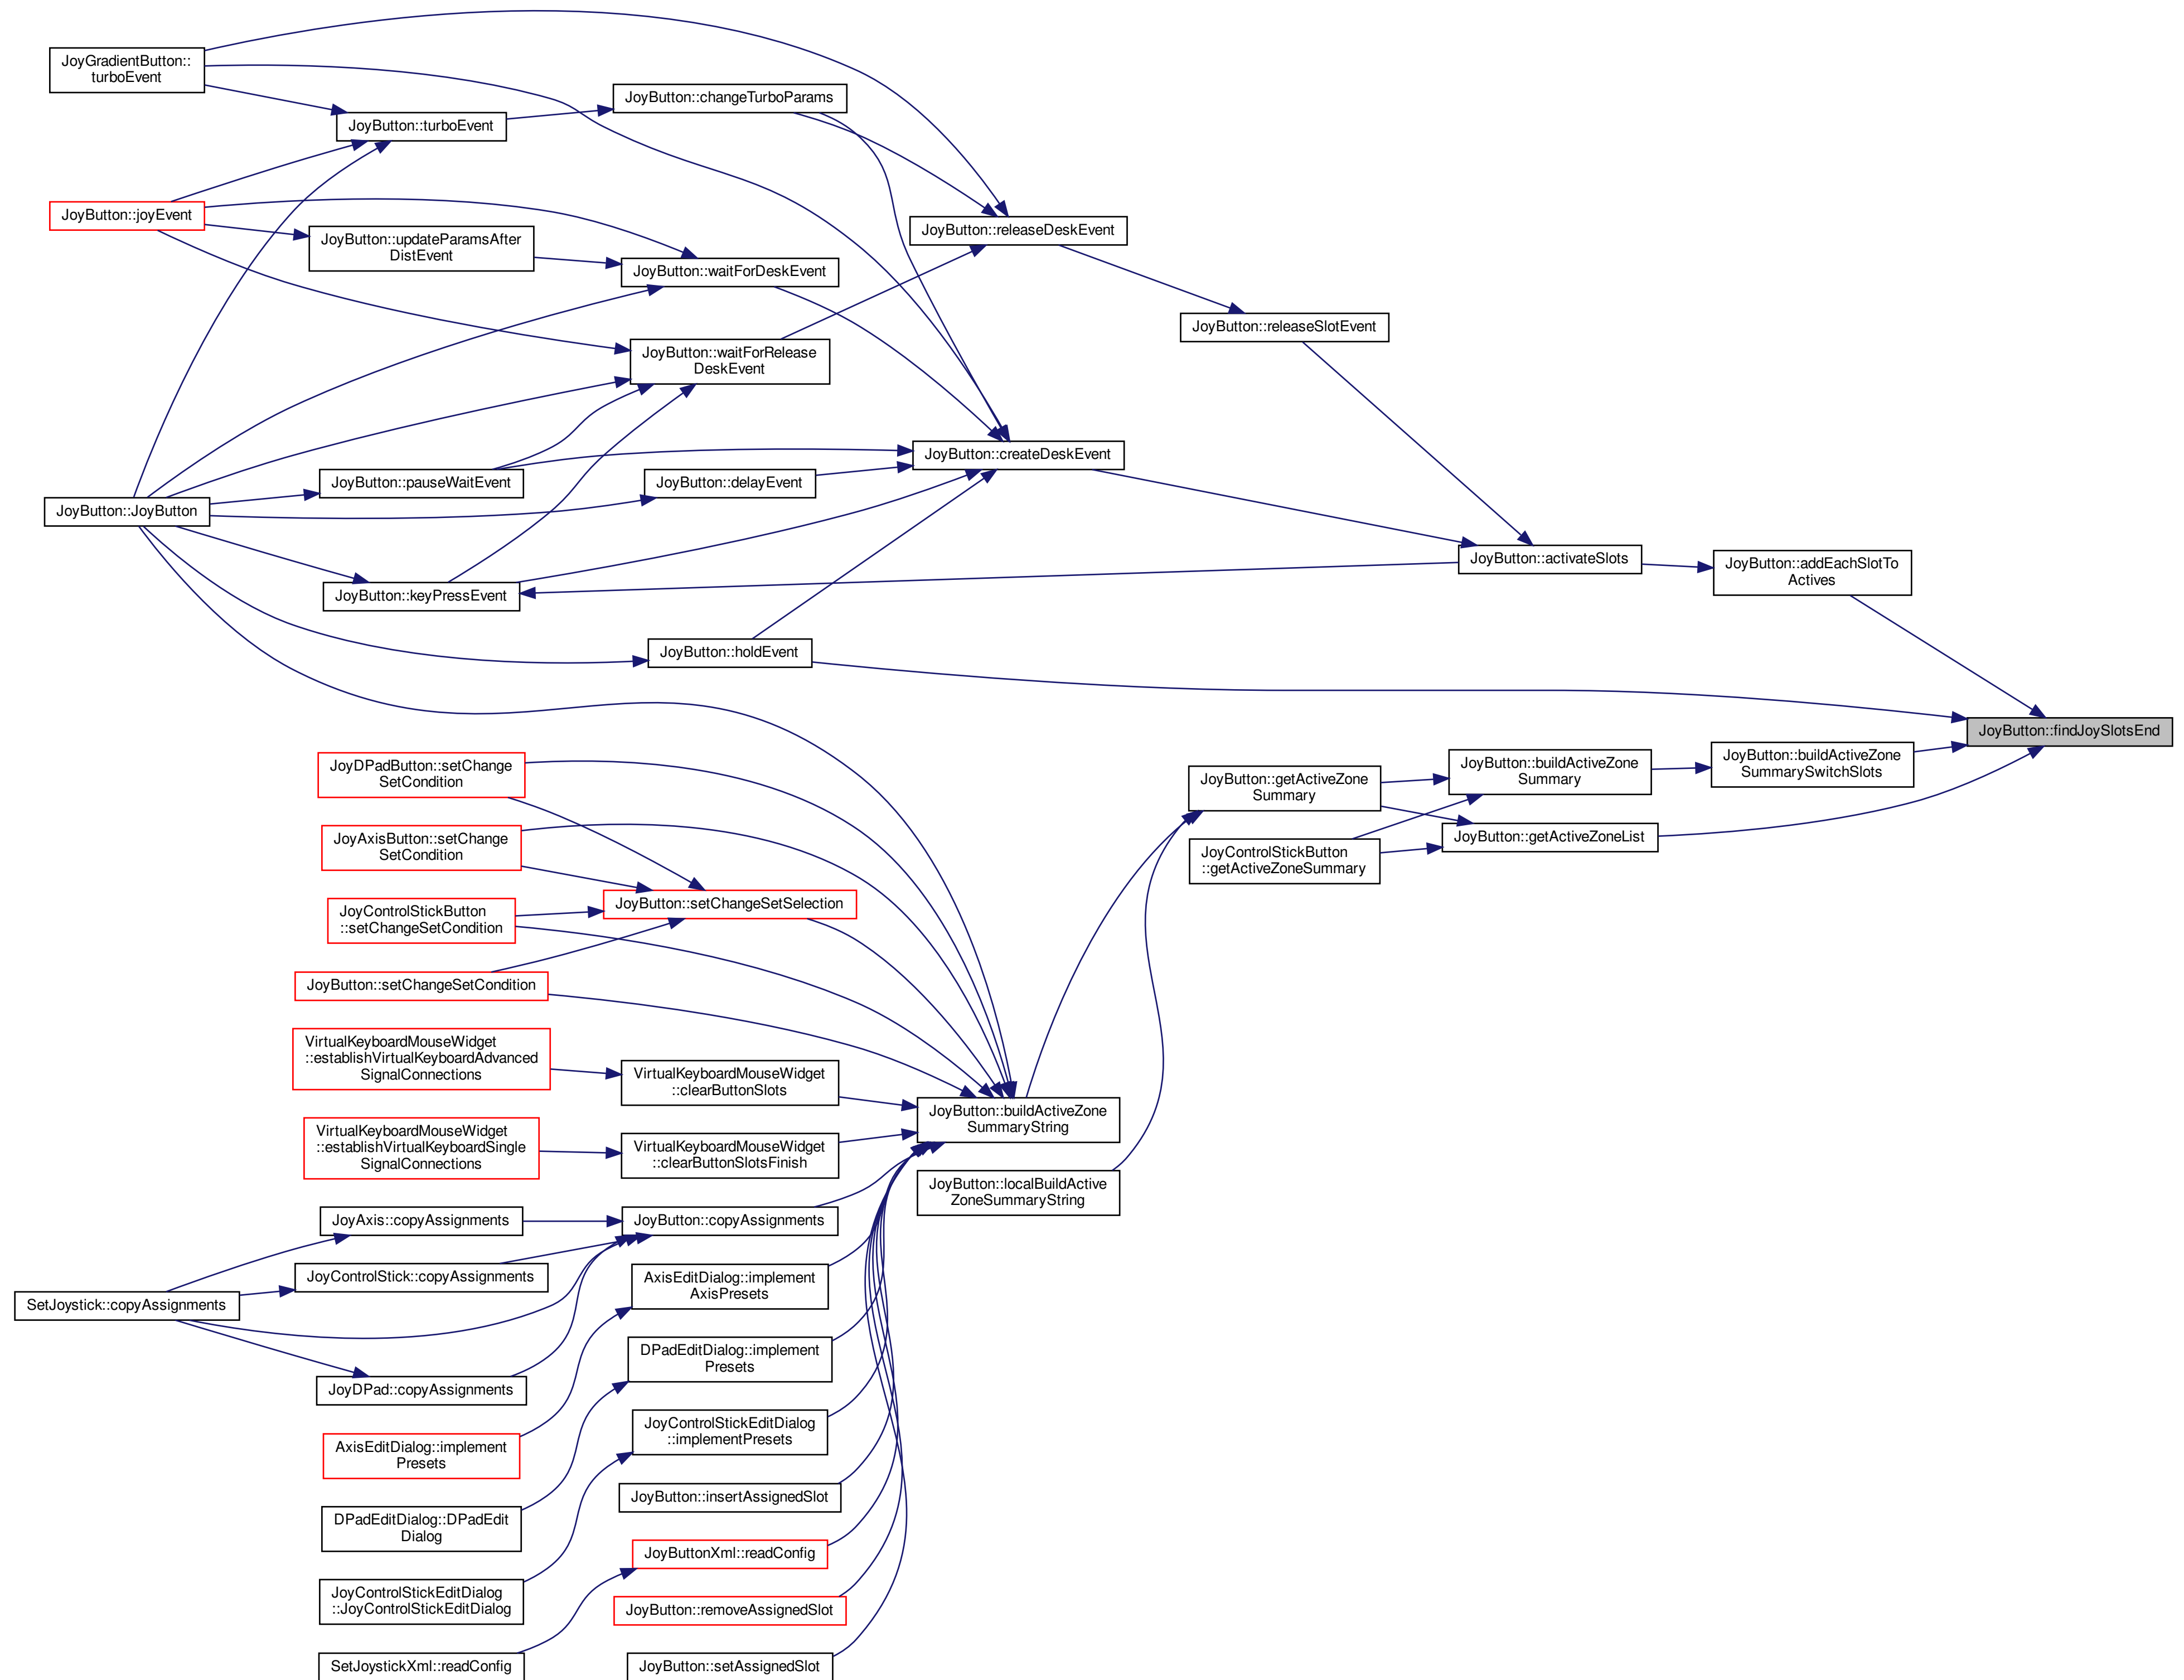 JoyGradientButton::
turboEvent
JoyButton::changeTurboParams
JoyButton::turboEvent
JoyButton::joyEvent
JoyButton::releaseDeskEvent
JoyButton::updateParamsAfter
DistEvent
JoyButton::waitForDeskEvent
JoyButton::releaseSlotEvent
JoyButton::waitForRelease
DeskEvent
JoyButton::createDeskEvent
JoyButton::pauseWaitEvent
JoyButton::delayEvent
JoyButton::JoyButton
JoyButton::activateSlots
JoyButton::addEachSlotTo
Actives
JoyButton::keyPressEvent
JoyButton::holdEvent
JoyButton::findJoySlotsEnd
JoyDPadButton::setChange
SetCondition
JoyButton::getActiveZone
Summary
JoyButton::buildActiveZone
Summary
JoyButton::buildActiveZone
SummarySwitchSlots
JoyAxisButton::setChange
SetCondition
JoyButton::getActiveZoneList
JoyControlStickButton
::getActiveZoneSummary
JoyButton::setChangeSetSelection
JoyControlStickButton
::setChangeSetCondition
JoyButton::setChangeSetCondition
VirtualKeyboardMouseWidget
::establishVirtualKeyboardAdvanced
SignalConnections
VirtualKeyboardMouseWidget
::clearButtonSlots
JoyButton::buildActiveZone
SummaryString
VirtualKeyboardMouseWidget
::establishVirtualKeyboardSingle
SignalConnections
VirtualKeyboardMouseWidget
::clearButtonSlotsFinish
JoyButton::localBuildActive
ZoneSummaryString
JoyAxis::copyAssignments
JoyButton::copyAssignments
JoyControlStick::copyAssignments
AxisEditDialog::implement
AxisPresets
SetJoystick::copyAssignments
DPadEditDialog::implement
Presets
JoyDPad::copyAssignments
JoyControlStickEditDialog
::implementPresets
AxisEditDialog::implement
Presets
JoyButton::insertAssignedSlot
DPadEditDialog::DPadEdit
Dialog
JoyButtonXml::readConfig
JoyControlStickEditDialog
::JoyControlStickEditDialog
JoyButton::removeAssignedSlot
SetJoystickXml::readConfig
JoyButton::setAssignedSlot